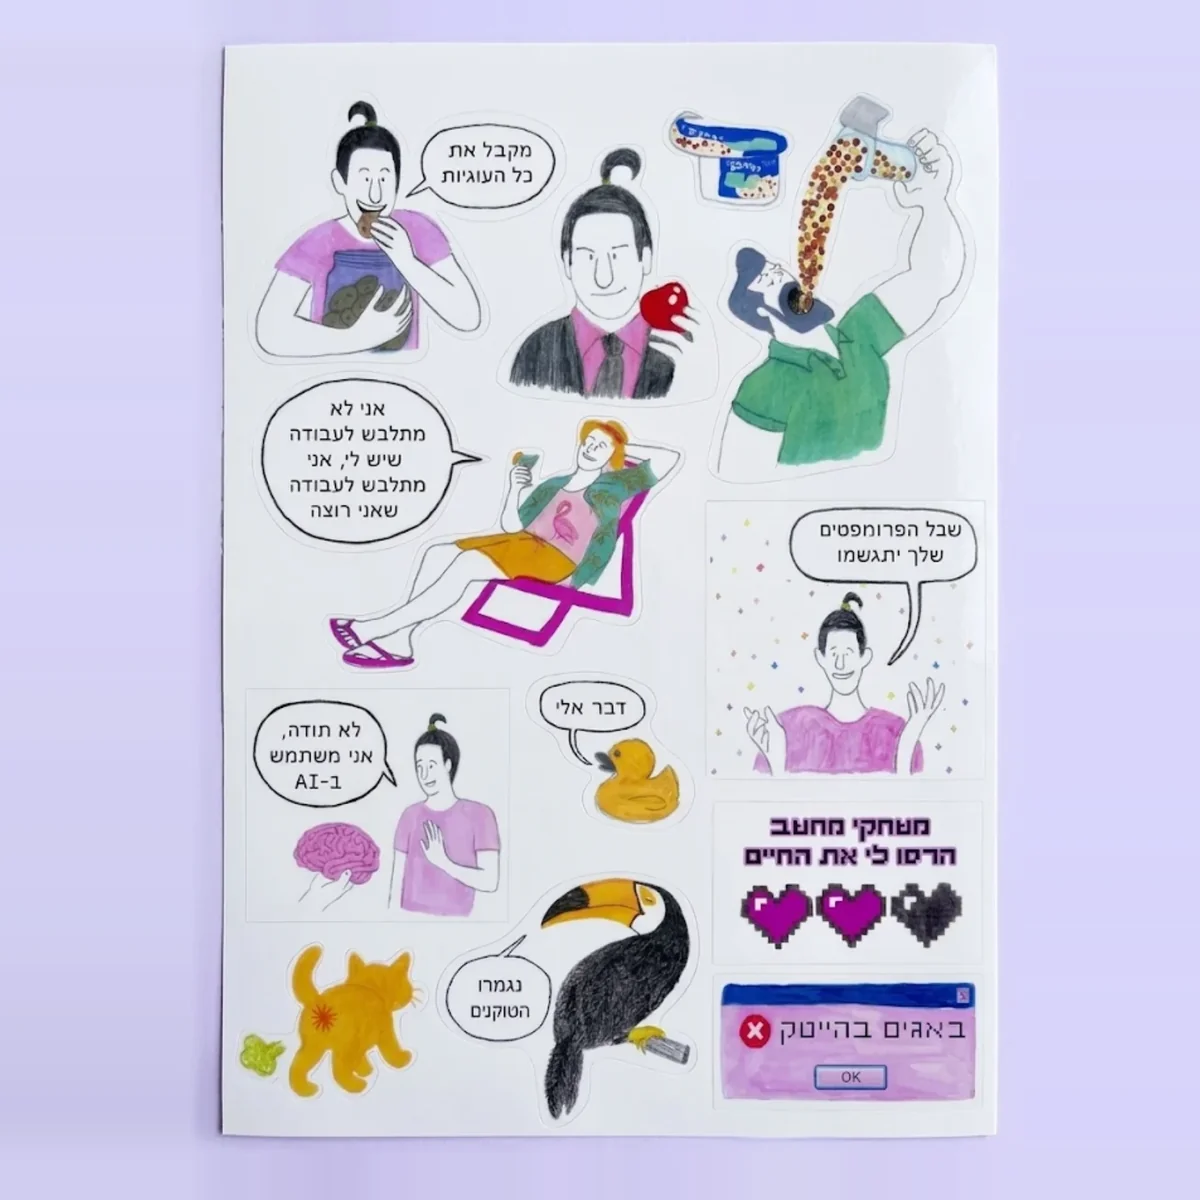 מקבל את
כל העוגיות
אני לא
מתלבש לעבודה
שיש לי, אני
מתלבש לעבודה
שאני רוצה
שבל הפרומפטים
שלך יתגשמו
לא תודה,
אני משתמש
ב-AI
דבר אלי
משחקי מחשב
הרסו לי את החיים
נגמרו
הטוקנים
באגים בהייטק
OK